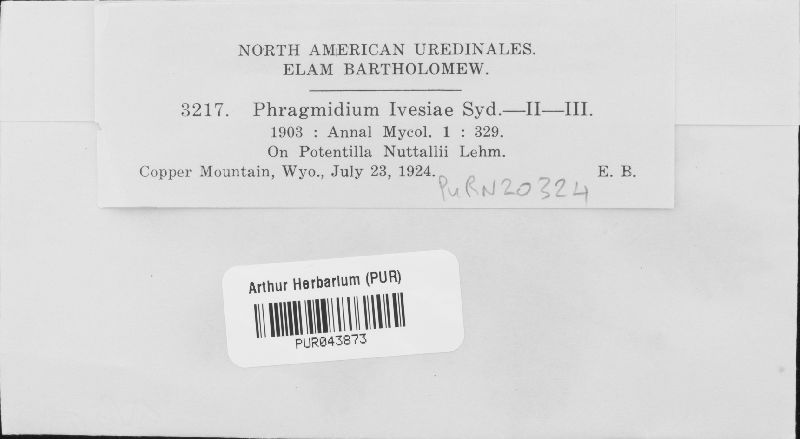 NORTH AMERICAN UREDINALES.
ELAM BARTHOLOMEW.
3217. Phragmidium Ivesiae Syd.—II—III.
1903 : Annal Mycol. 1 : 329.
On Potentilla Nuttallii Lehm.
Copper Mountain, Wyo., July 23, 1924. E. B.
PURN20324
Arthur Herbarium (PUR)
PUR043873